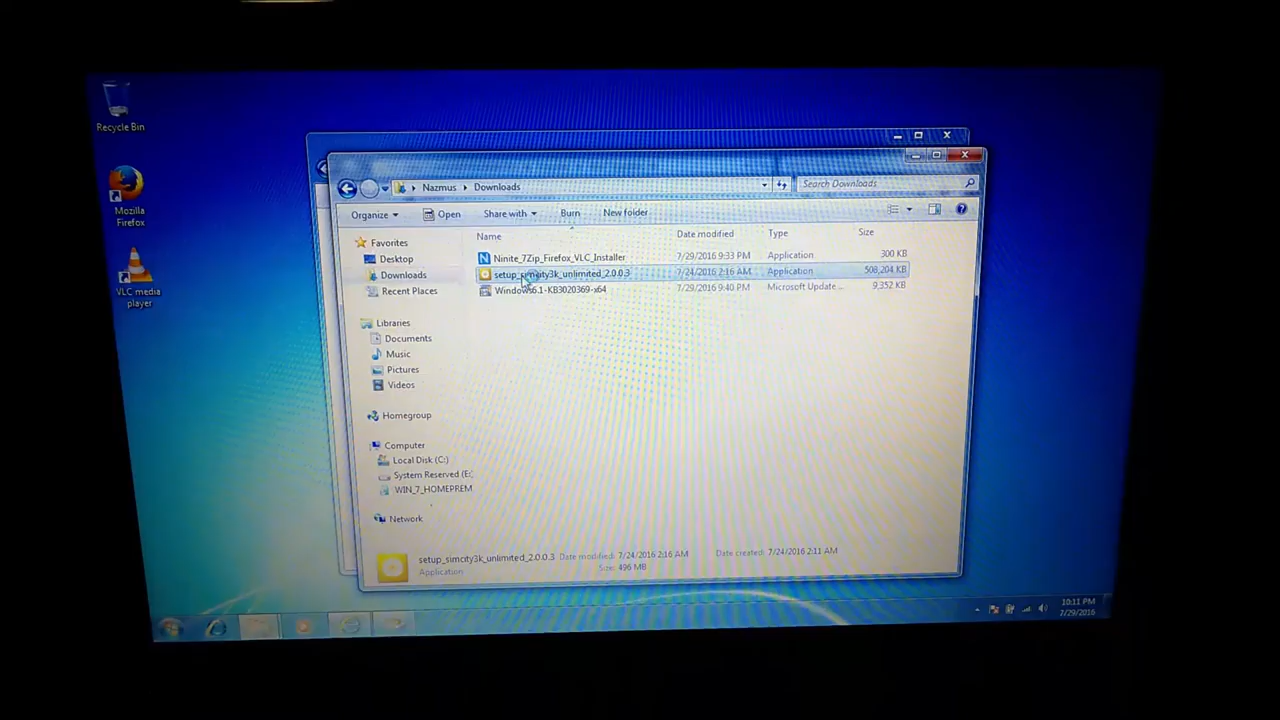 Recycle Bin
Mozilla
Firefox
VLC media
player
Nazmus
Downloads
Search Downloads
Organize
Open
Share with
Burn
New folder
Name
Date modified
Type
Size
Favorites
Desktop
Downloads
Recent Places
Libraries
Documents
Music
Pictures
Videos
Homegroup
Computer
Local Disk (C:)
System Reserved (E:
WIN_7_HOMEPREM
Network
Ninite_7Zip_Firefox_VLC_Installer 7/29/2016 9:33 PM Application 300 KB
setup_simcity3k_unlimited_2.0.0.3 7/24/2016 2:16 AM Application 508,204 KB
Windows6.1-KB3020369-x64 7/29/2016 9:40 PM Microsoft Update ... 9,352 KB
setup_simcity3k_unlimited_2.0.0.3 Date modified: 7/24/2016 2:16 AM Date created: 7/24/2016 2:11 AM
Application Size: 496 MB
10:11 PM
7/29/2016